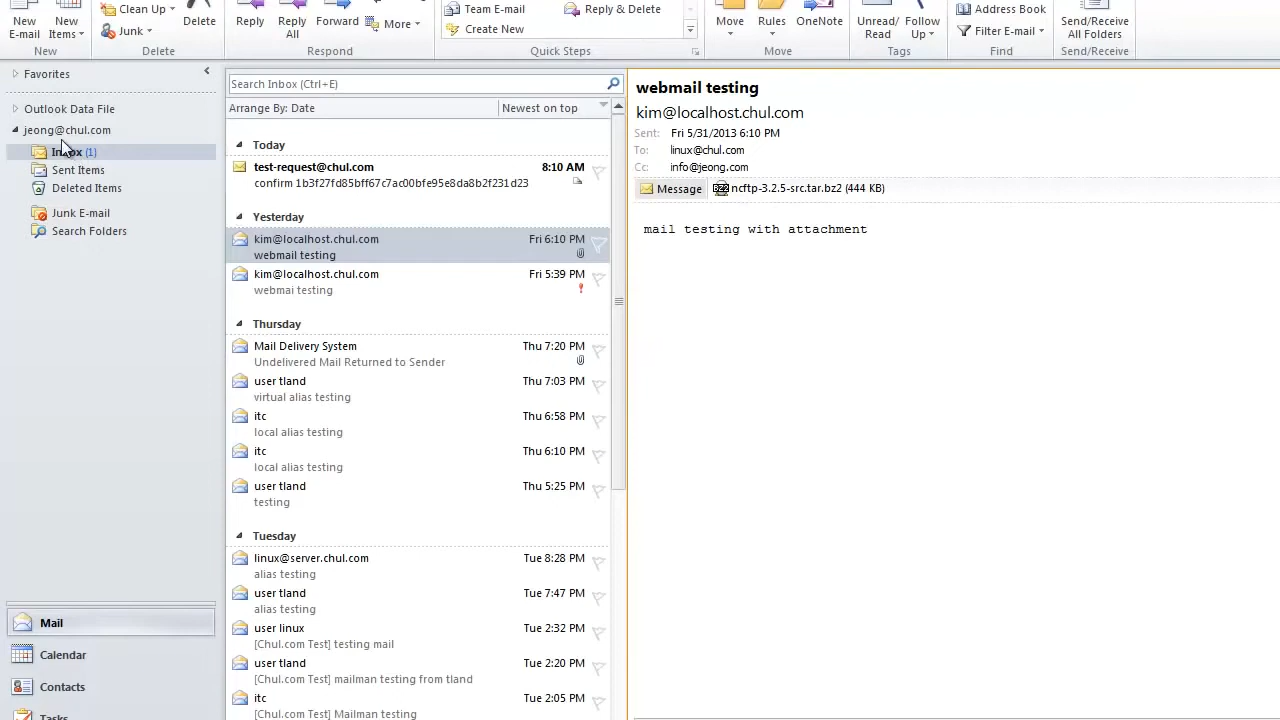 New
E-mail
New
Items
Clean Up
Junk
Delete
Reply
Reply
All
Forward
More
Team E-mail
Create New
Reply & Delete
Move
Rules
OneNote
Unread/
Read
Follow
Up
Address Book
Filter E-mail
Send/Receive
All Folders
New
Delete
Respond
Quick Steps
Move
Tags
Find
Send/Receive
Favorites
Outlook Data File
jeong@chul.com
Inbox (1)
Sent Items
Deleted Items
Junk E-mail
Search Folders
Mail
Calendar
Contacts
Tasks
Search Inbox (Ctrl+E)
Arrange By: Date Newest on top
Today
test-request@chul.com 8:10 AM
confirm 1b3f27fd85bff67c7ac00bfe95e8da8b2f231d23
Yesterday
kim@localhost.chul.com Fri 6:10 PM
webmail testing
kim@localhost.chul.com Fri 5:39 PM
webmai testing
Thursday
Mail Delivery System Thu 7:20 PM
Undelivered Mail Returned to Sender
user tland Thu 7:03 PM
virtual alias testing
itc Thu 6:58 PM
local alias testing
itc Thu 6:10 PM
local alias testing
user tland Thu 5:25 PM
testing
Tuesday
linux@server.chul.com Tue 8:28 PM
alias testing
user tland Tue 7:47 PM
alias testing
user linux Tue 2:32 PM
[Chul.com Test] testing mail
user tland Tue 2:20 PM
[Chul.com Test] mailman testing from tland
itc Tue 2:05 PM
[Chul.com Test] Mailman testing
webmail testing
kim@localhost.chul.com
Sent: Fri 5/31/2013 6:10 PM
To: linux@chul.com
Cc: info@jeong.com
Message ncftp-3.2.5-src.tar.bz2 (444 KB)
mail testing with attachment